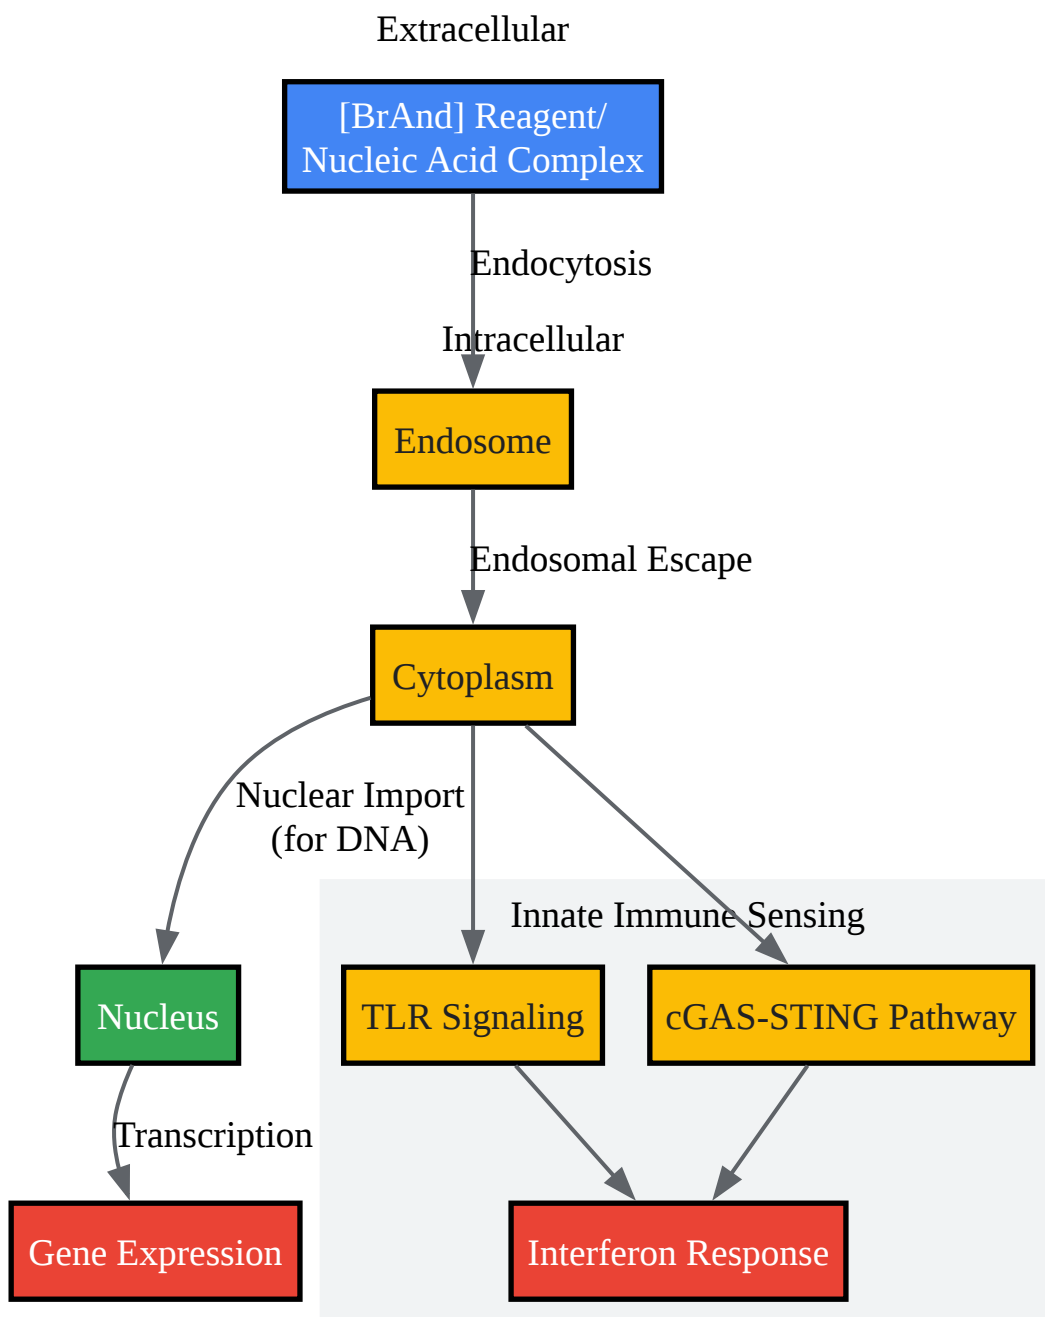 Extracellular
[BrAnd] Reagent/
Nucleic Acid Complex
Endocytosis
Intracellular
Endosome
Endosomal Escape
Cytoplasm
Nuclear Import
(for DNA)
Innate Immune Sensing
Nucleus
TLR Signaling
cGAS-STING Pathway
Transcription
Gene Expression
Interferon Response